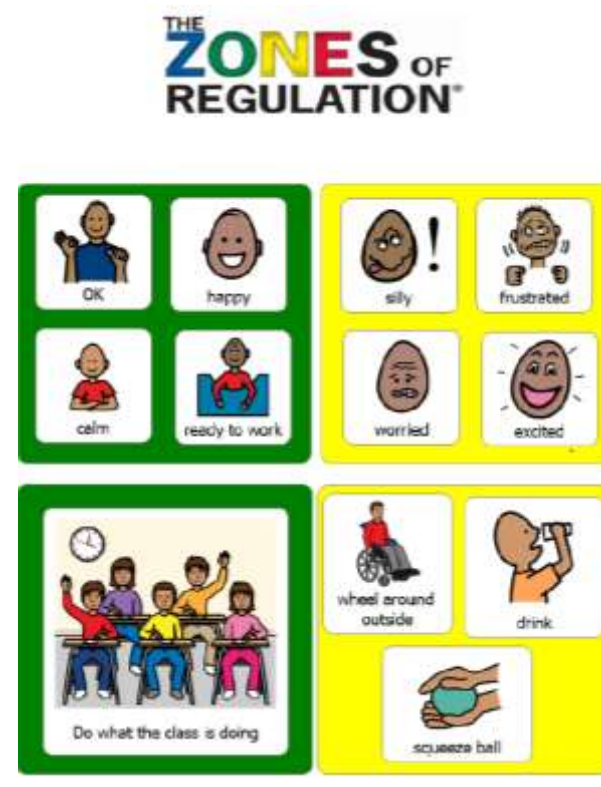 THE
ZONES OF
REGULATION®
OK
happy
silly
frustrated
calm
ready to work
worried
excited
!
wheel around
outside
drink
Do what the class is doing
squeeze ball